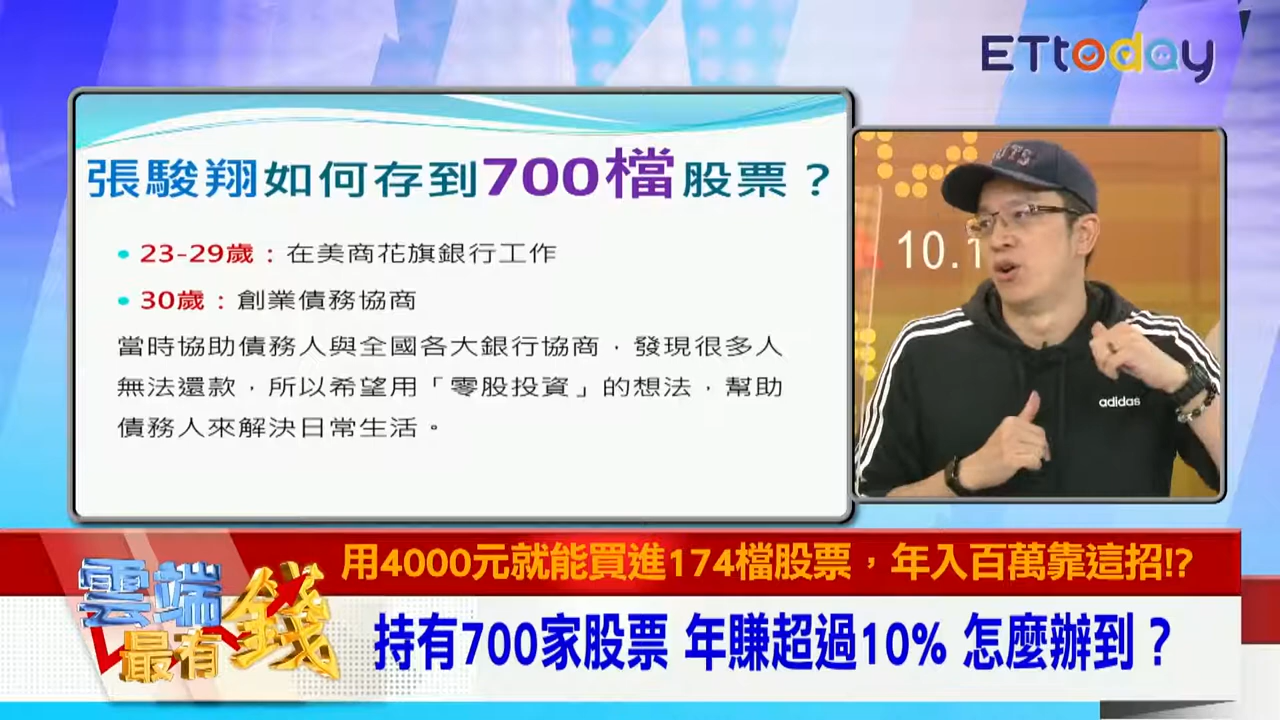 ETtoday
張駿翔如何存到700檔股票？
• 23-29歲：在美商花旗銀行工作
• 30歲：創業債務協商
當時協助債務人與全國各大銀行協商，發現很多人
無法還款，所以希望用「零股投資」的想法，幫助
債務人來解決日常生活。
10.1
adidas
用4000元就能買進174檔股票，年入百萬靠這招!?
雲端最有錢
持有700家股票 年賺超過10% 怎麼辦到？